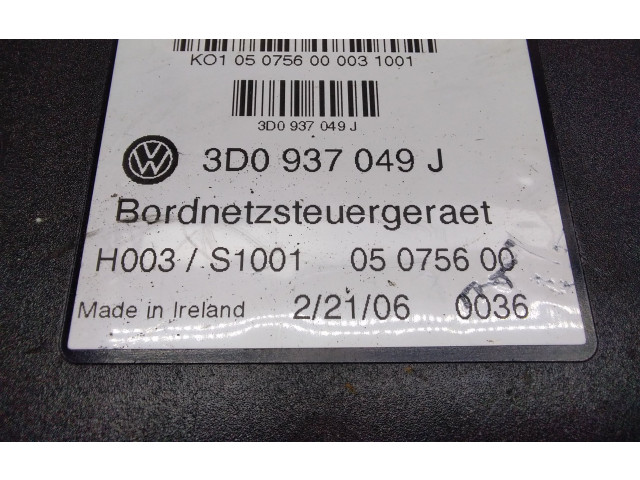 KO1 05 0756 00 003 1001
3D0 937 049 J
VW 3D0 937 049 J
Bordnetzsteuergeraet
H003 / S1001 05 0756 00
Made in Ireland 2/21/06 0036